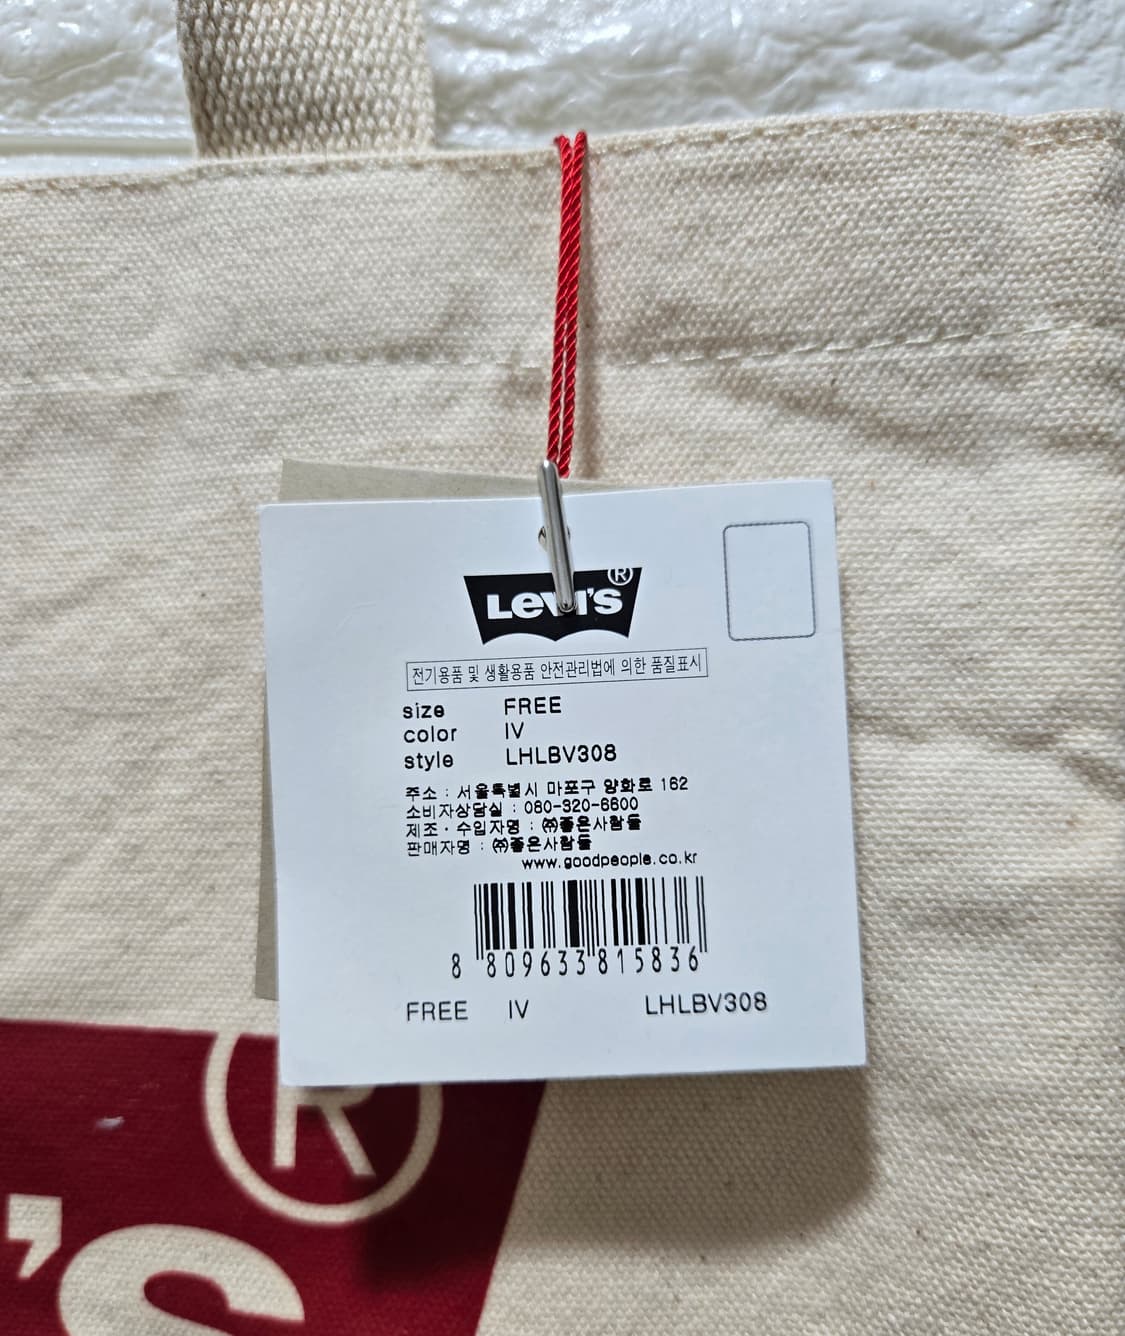 LEVI'S ®
전기용품 및 생활용품 안전관리법에 의한 품질표시
size FREE
color IV
style LHLBV308
주소 : 서울특별시 마포구 양화로 162
소비자상담실 : 080-320-6600
제조·수입자명 : ㈜좋은사람들
판매자명 : ㈜좋은사람들
www.goodpeople.co.kr
8 809633 815836
FREE IV LHLBV308
®
's